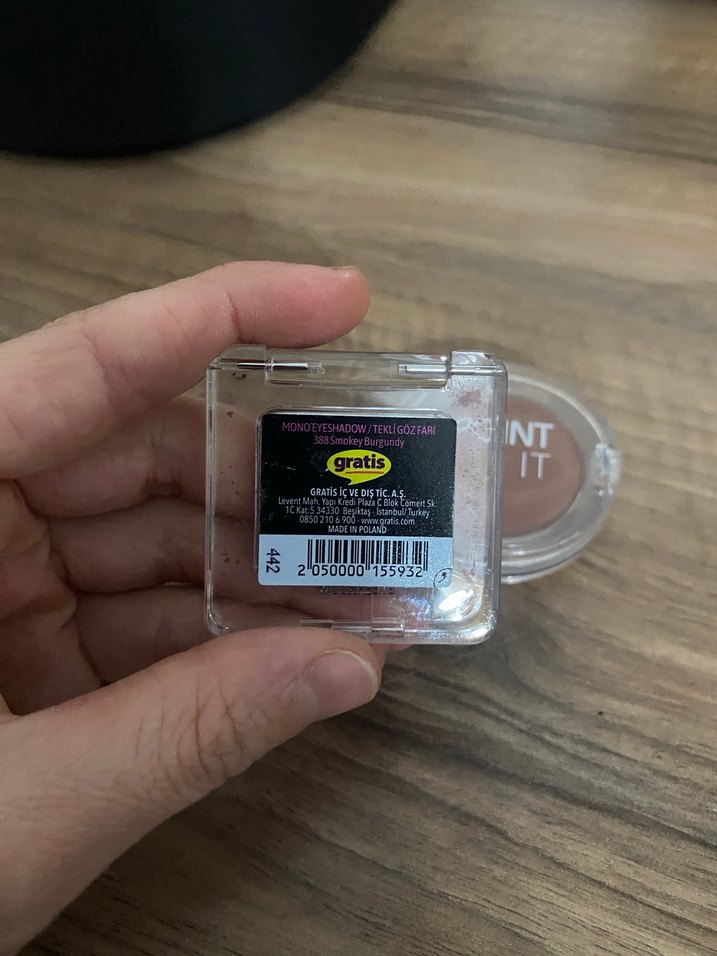 MONO EYESHADOW / TEKLİ GÖZ FARI
388 Smokey Burgundy
gratis
GRATİS İÇ VE DIŞ TİC. A.Ş.
Levent Mah. Yapı Kredi Plaza C Blok Cömert Sk.
1C Kat:5 34330 Beşiktaş - İstanbul/Turkey
0850 210 6 900 - www.gratis.com
MADE IN POLAND
442
2 050000 155932
NT
IT